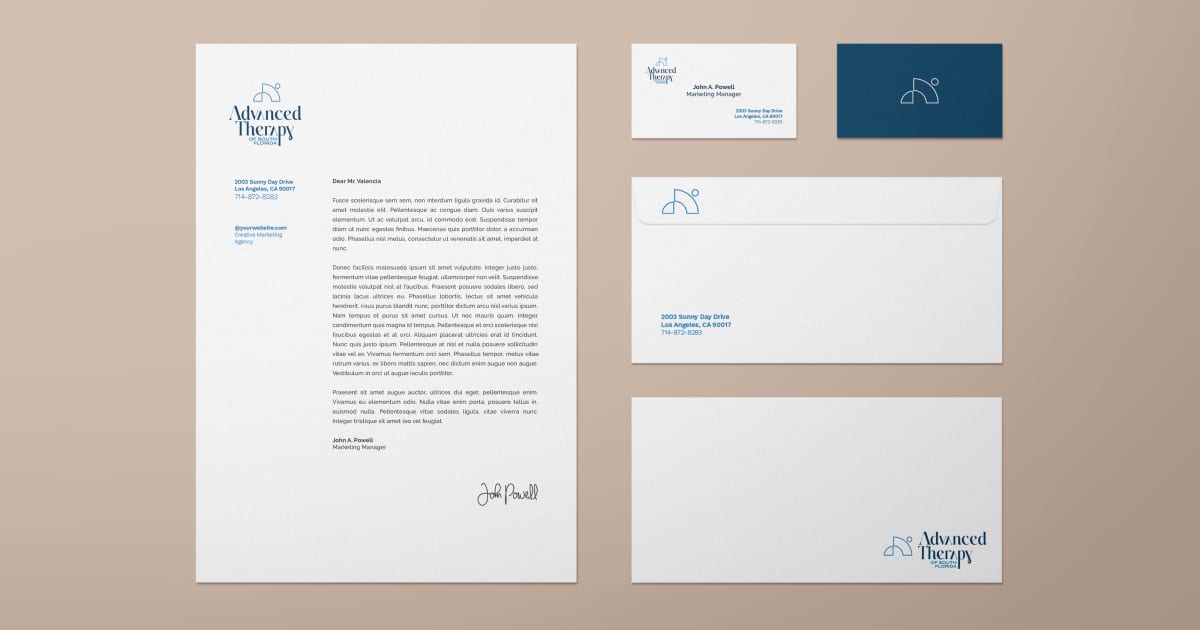 Advanced
Therapy
OF SOUTH
FLORIDA
2003 Sunny Day Drive
Los Angeles, CA 90017
714-872-8283
@yourwebsite.com
Creative Marketing
Agency
Dear Mr. Valencia
Fusce scelerisque sem sem, non interdum ligula gravida id. Curabitur sit
amet molestie elit. Pellentesque ac congue diam. Duis varius suscipit
elementum. Ut ac volutpat arcu, id commodo erat. Suspendisse tempor
diam ut nunc egestas finibus. Maecenas quis porttitor dolor, a accumsan
odio. Phasellus nisl metus, consectetur ut venenatis sit amet, imperdiet at
nunc.
Donec facilisis malesuada ipsum sit amet vulputate. Integer justo justo,
fermentum vitae pellentesque feugiat, ullamcorper non velit. Suspendisse
molestie volutpat nisl at faucibus. Praesent posuere sodales libero, sed
lacinia lacus ultrices eu. Phasellus lobortis, lectus sit amet vehicula
hendrerit, risus purus blandit nunc, porttitor dictum arcu nisl varius ipsum.
Nam tempus et purus sit amet cursus. Ut nec mauris quam. Integer
condimentum quis magna id tempus. Pellentesque et orci scelerisque nisi
faucibus egestas et at orci. Aliquam placerat ultricies erat id tincidunt.
Nunc quis justo ipsum. Pellentesque at nisl et nulla posuere sollicitudin
vitae vel ex. Vivamus fermentum orci sem. Phasellus tempor, metus vitae
rutrum varius, ex libero mattis sapien, nec dictum enim augue non augue.
Vestibulum in orci ut augue iaculis porttitor.
Praesent sit amet augue auctor, ultrices dui eget, pellentesque enim.
Vivamus eu elementum odio. Nulla vitae enim porta, posuere tellus in,
euismod nulla. Pellentesque vitae sodales ligula, vitae viverra nunc.
Integer tristique sit amet leo vel feugiat.
John A. Powell
Marketing Manager
John Powell
Advanced
Therapy
John A. Powell
Marketing Manager
2003 Sunny Day Drive
Los Angeles, CA 90017
714-872-8283
2003 Sunny Day Drive
Los Angeles, CA 90017
714-872-8283
Advanced
Therapy
OF SOUTH
FLORIDA